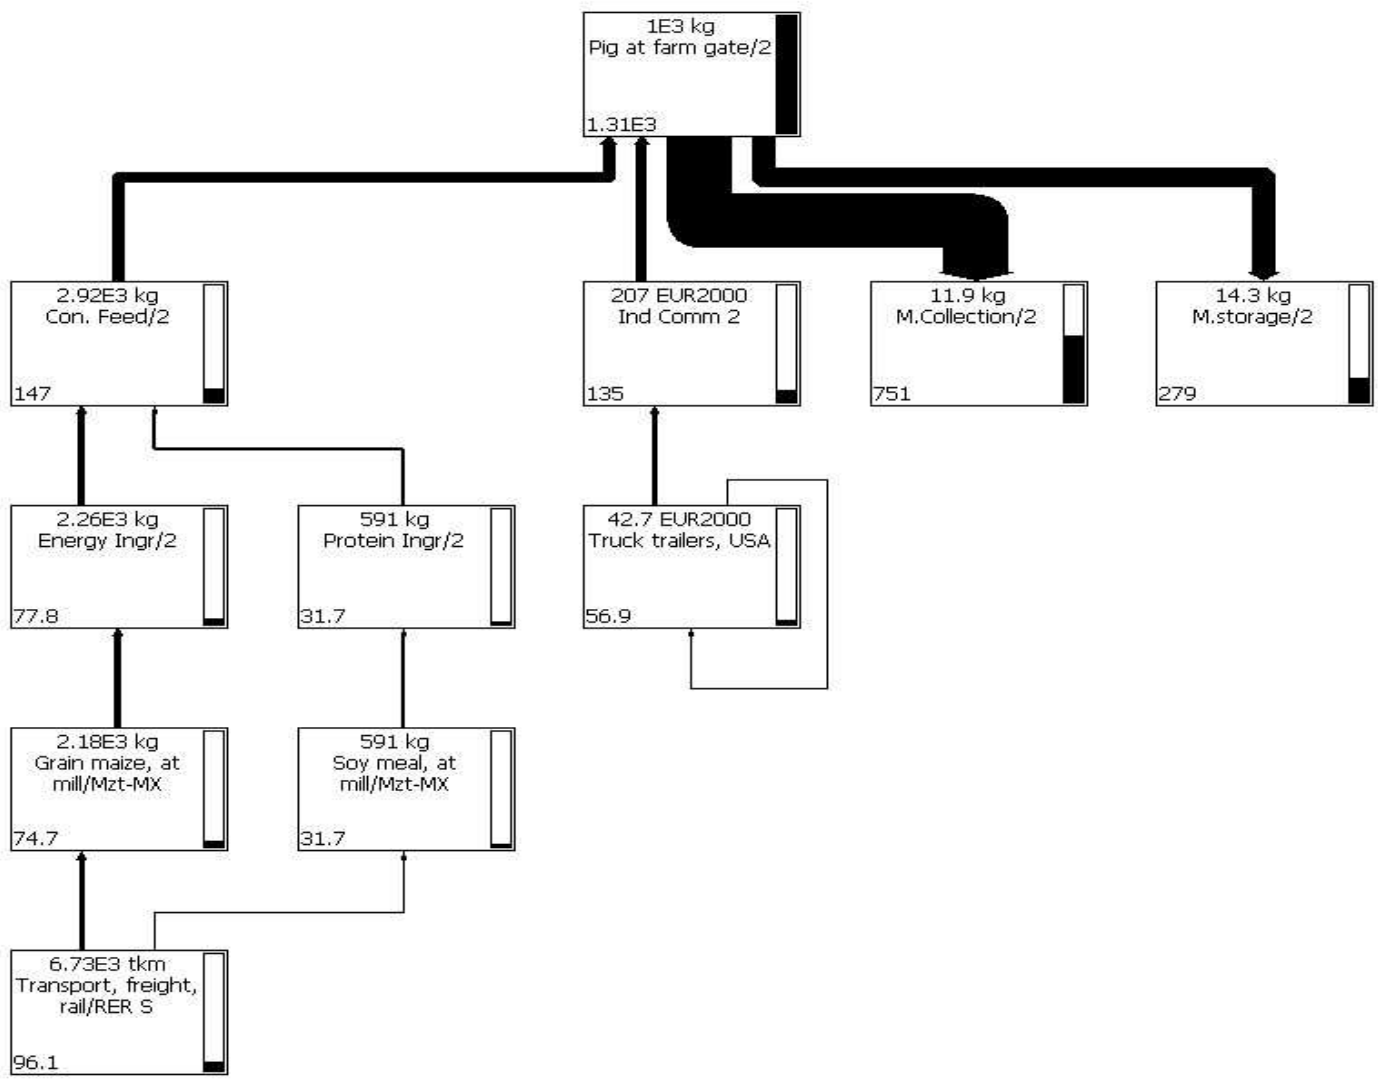 1E3 kg
Pig at farm gate/2
1.31E3
2.92E3 kg
Con. Feed/2
147
207 EUR2000
Ind Comm 2
135
11.9 kg
M.Collection/2
751
14.3 kg
M.storage/2
279
2.26E3 kg
Energy Ingr/2
77.8
591 kg
Protein Ingr/2
31.7
42.7 EUR2000
Truck trailers, USA
56.9
2.18E3 kg
Grain maize, at
mill/Mzt-MX
74.7
591 kg
Soy meal, at
mill/Mzt-MX
31.7
6.73E3 tkm
Transport, freight,
rail/RER S
96.1